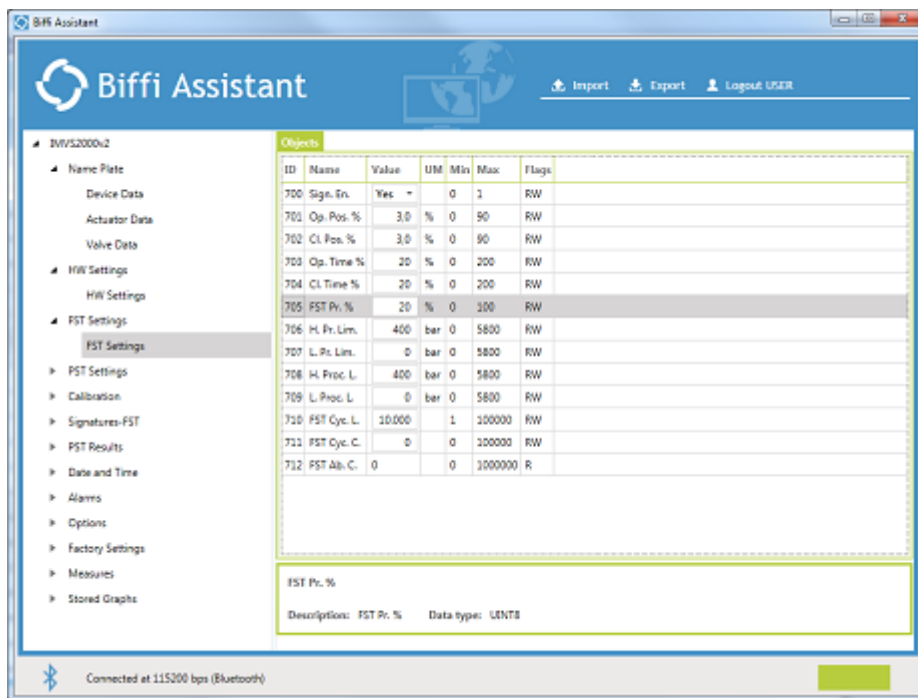 Biffi Assistant
Biffi Assistant
Import Export Logout USER
IMVS2000v2
Name Plate
Device Data
Actuator Data
Valve Data
HW Settings
HW Settings
FST Settings
FST Settings
PST Settings
Calibration
Signatures-FST
PST Results
Date and Time
Alarms
Options
Factory Settings
Measures
Stored Graphs
Objects
ID Name Value UM Min Max Flags
700 Sign. En. Yes 0 1 RW
701 Op. Pos. % 3,0 % 0 90 RW
702 Cl. Pos. % 3,0 % 0 90 RW
703 Op. Time % 20 % 0 200 RW
704 Cl. Time % 20 % 0 200 RW
705 FST Pr. % 20 % 0 100 RW
706 H. Pr. Lim. 400 bar 0 5800 RW
707 L. Pr. Lim. 0 bar 0 5800 RW
708 H. Proc. L. 400 bar 0 5800 RW
709 L. Proc. L. 0 bar 0 5800 RW
710 FST Cyc. L. 10.000 1 100000 RW
711 FST Cyc. C. 0 0 100000 RW
712 FST Ab. C. 0 0 1000000 R
FST Pr. %
Description: FST Pr. % Data type: UINT8
Connected at 115200 bps (Bluetooth)